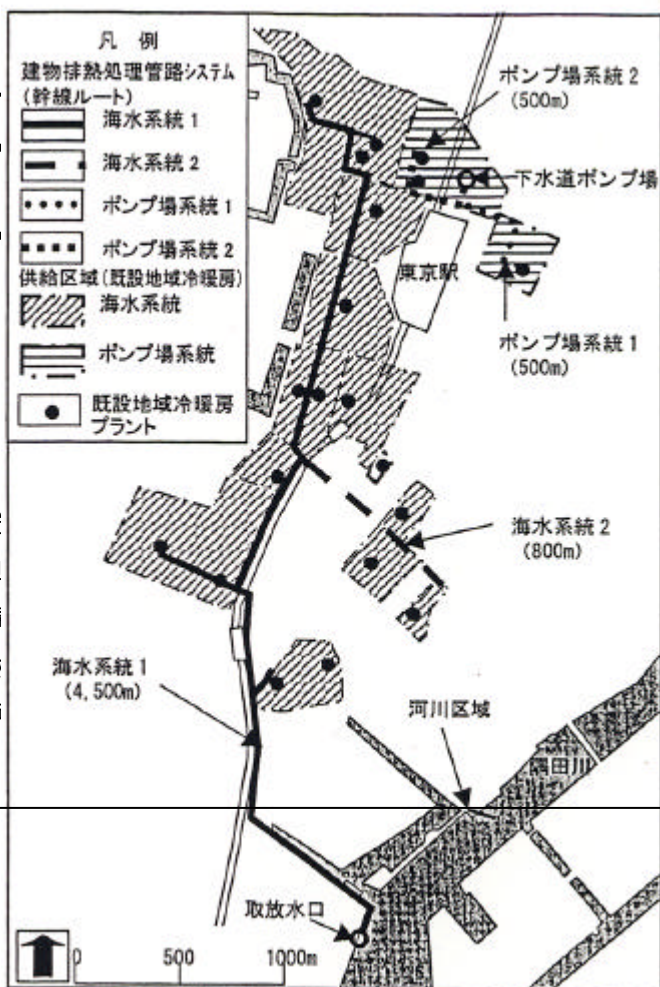 凡 例
建物排熱処理管路システム
(幹線ルート)
海水系統1
海水系統2
ポンプ場系統1
ポンプ場系統2
供給区域(既設地域冷暖房)
海水系統
ポンプ場系統
既設地域冷暖房
プラント
ポンプ場系統2
(500m)
下水道ポンプ場
東京駅
ポンプ場系統1
(500m)
海水系統2
(800m)
海水系統1
(4,500m)
河川区域
隅田川
取放水口
0 500 1000m